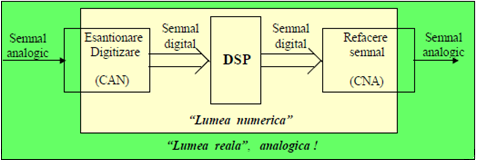 Semnal
analogic
Esantionare
Digitizare
(CAN)
Semnal
digital
DSP
Semnal
digital
Refacere
semnal
(CNA)
Semnal
analogic
“Lumea numerica”
“Lumea reala”, analogica !